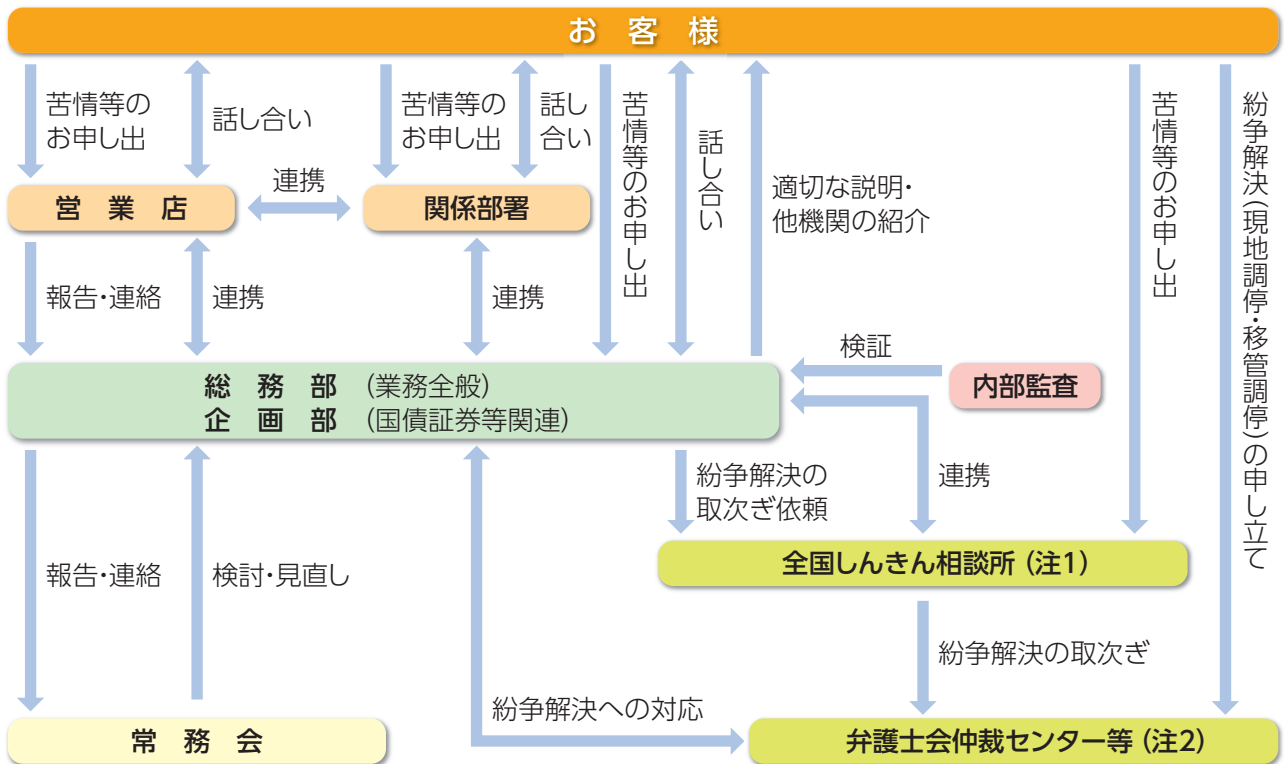 お客様
苦情等の
お申し出
話し合い
苦情等の
お申し出
話し
合い
苦情等のお申し出
話し合い
適切な説明・
他機関の紹介
苦情等のお申し出
紛争解決(現地調停・移管調停)の申し立て
営業店
連携
関係部署
報告・連絡
連携
連携
検証
総務部 (業務全般)
企画部 (国債証券等関連)
内部監査
紛争解決の
取次ぎ依頼
連携
全国しんきん相談所 (注1)
報告・連絡
検討・見直し
紛争解決の取次ぎ
紛争解決への対応
常務会
弁護士会仲裁センター等 (注2)